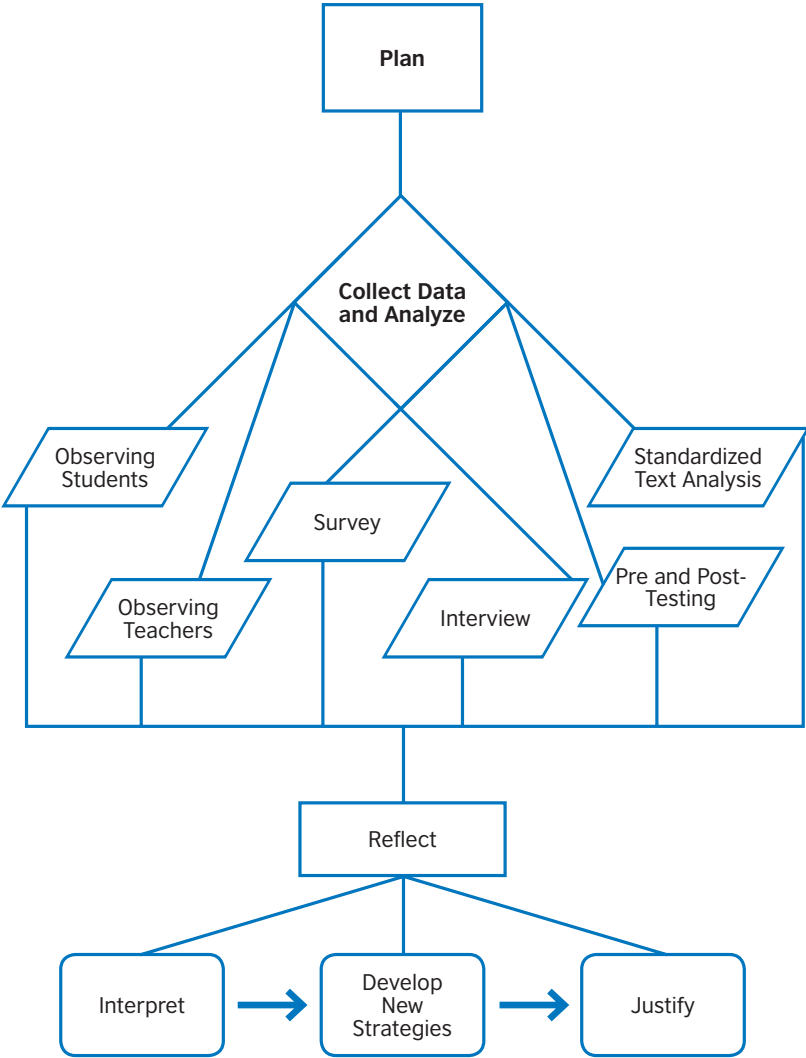 Plan
Collect Data
and Analyze
Observing
Students
Standardized
Text Analysis
Survey
Observing
Teachers
Interview
Pre and Post-
Testing
Reflect
Interpret
Develop
New
Strategies
Justify